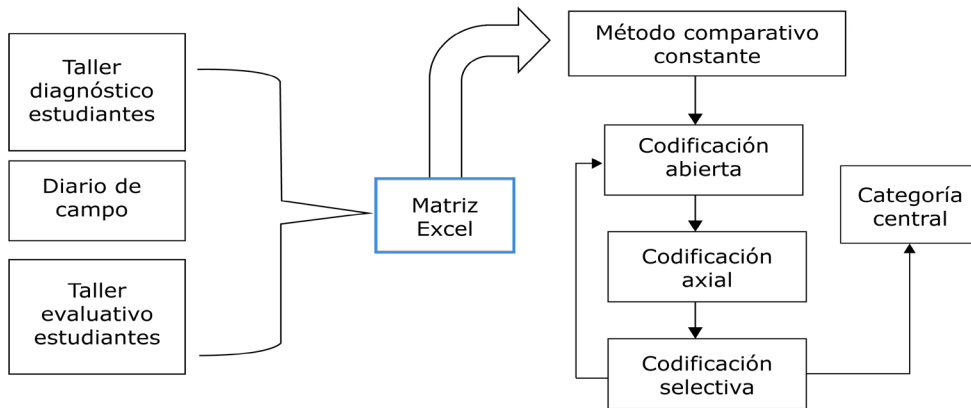 Taller
diagnóstico
estudiantes
Diario de
campo
Taller
evaluativo
estudiantes
Matriz
Excel
Método comparativo
constante
Codificación
abierta
Codificación
axial
Codificación
selectiva
Categoría
central